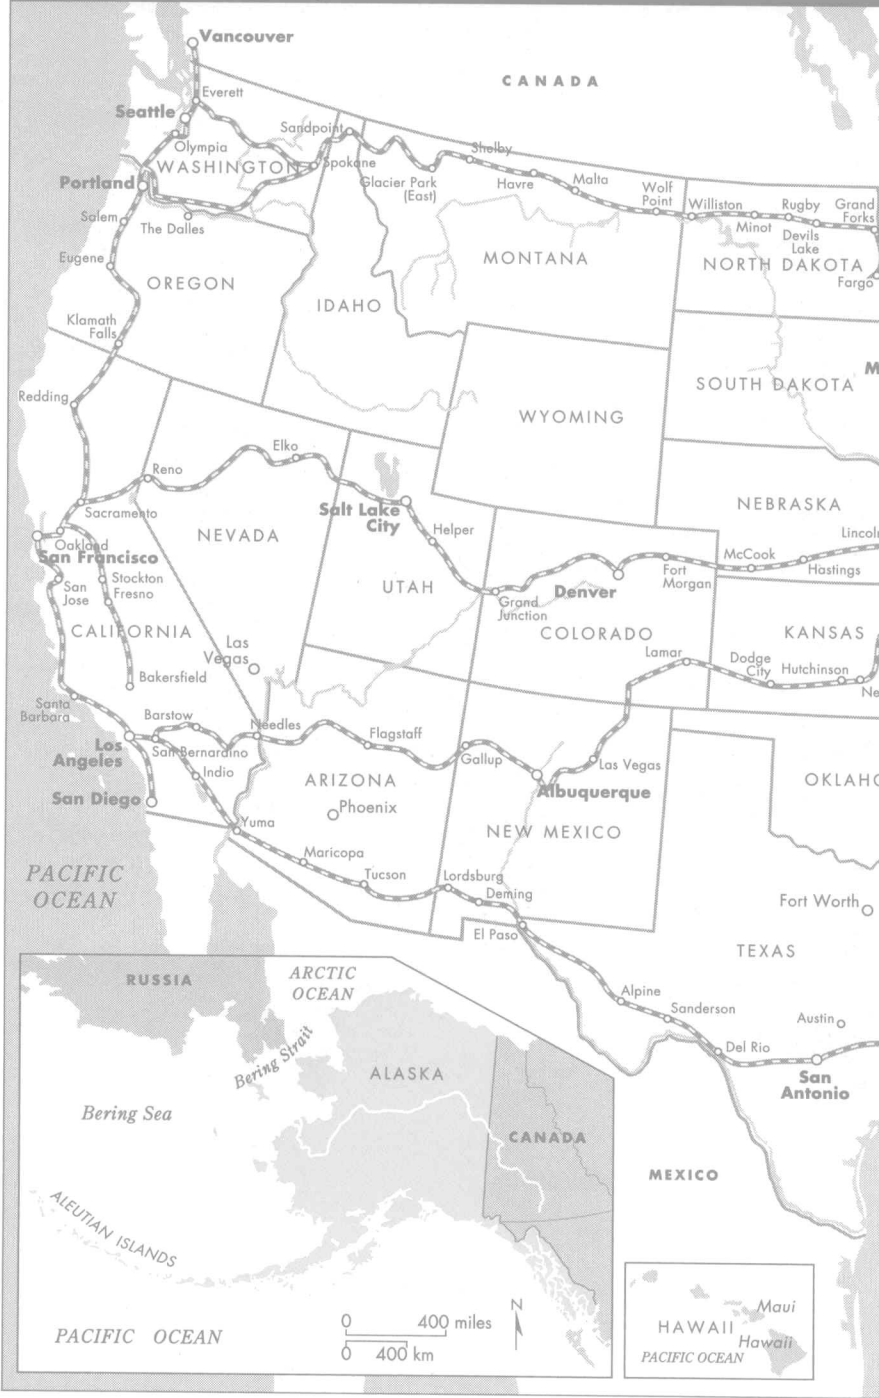 Vancouver
CANADA
Everett
Seattle
Olympia
WASHINGTON
Sandpoint
Spokane
Shelby
Glacier Park
(East)
Havre
Malta
Wolf
Point
Williston
Rugby
Grand
Forks
Minot
Devils
Lake
Portland
The Dalles
Salem
Eugene
OREGON
IDAHO
MONTANA
NORTH DAKOTA
Fargo
Klamath
Falls
Redding
WYOMING
SOUTH DAKOTA
M
Reno
Elko
Sacramento
NEVADA
Salt Lake
City
Helper
NEBRASKA
Lincoln
McCook
Hastings
Oakland
San Francisco
San
Jose
Stockton
Fresno
UTAH
Grand
Junction
Denver
Fort
Morgan
CALIFORNIA
COLORADO
KANSAS
Las
Vegas
Lamar
Dodge
City
Hutchinson
Ne
Bakersfield
Santa
Barbara
Barstow
Needles
Flagstaff
Los
Angeles
San Bernardino
Gallup
Las Vegas
Indio
ARIZONA
Albuquerque
OKLAHO
San Diego
Phoenix
Yuma
NEW MEXICO
Maricopa
Tucson
Lordsburg
Deming
El Paso
Fort Worth
PACIFIC
OCEAN
TEXAS
Alpine
Sanderson
Austin
Del Rio
San
Antonio
MEXICO
RUSSIA
ARCTIC
OCEAN
Bering Strait
ALASKA
Bering Sea
CANADA
ALEUTIAN ISLANDS
PACIFIC OCEAN
0 400 miles
0 400 km
N
Maui
HAWAII
Hawaii
PACIFIC OCEAN